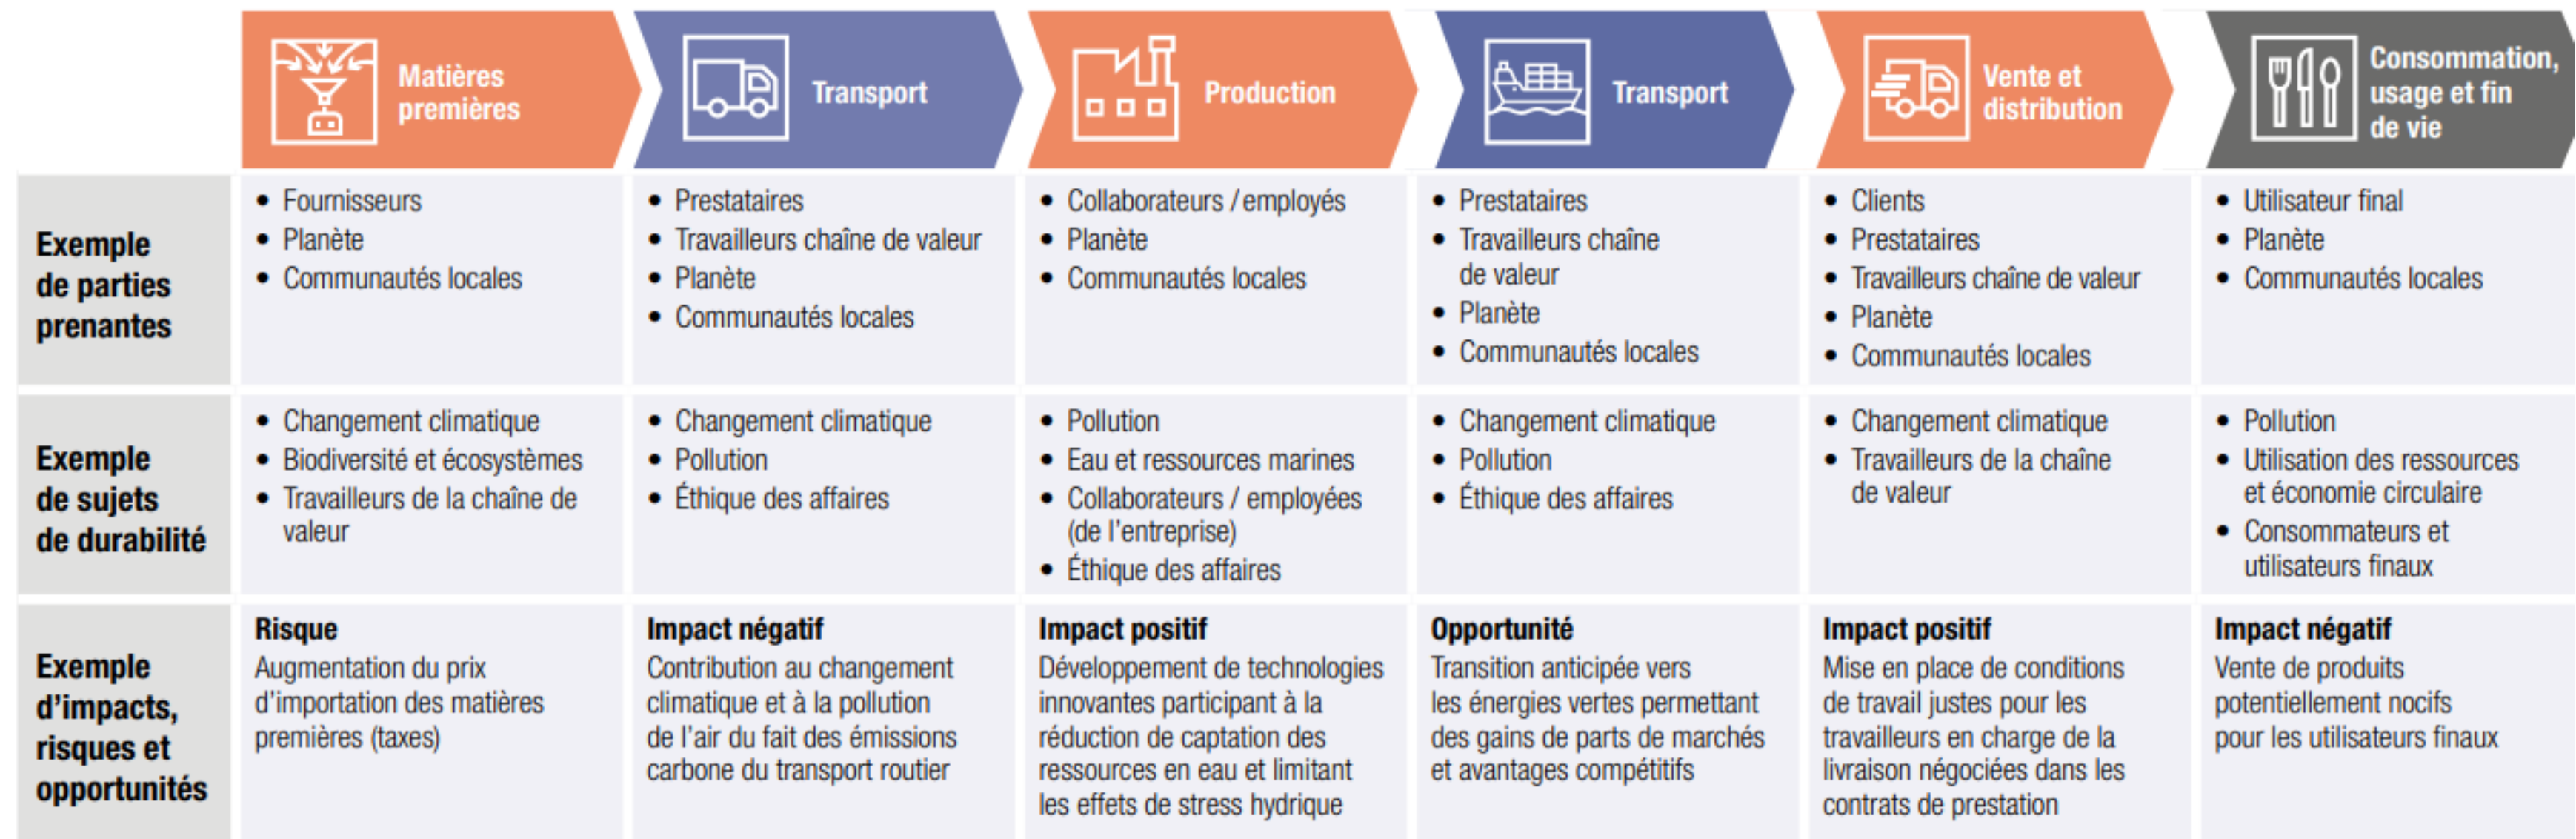 Matières
premières
Transport
Production
Transport
Vente et
distribution
Consommation,
usage et fin
de vie
Exemple
de parties
prenantes
• Fournisseurs
• Planète
• Communautés locales
• Prestataires
• Travailleurs chaîne de valeur
• Planète
• Communautés locales
• Collaborateurs / employés
• Planète
• Communautés locales
• Prestataires
• Travailleurs chaîne
de valeur
• Planète
• Communautés locales
• Clients
• Prestataires
• Travailleurs chaîne de valeur
• Planète
• Communautés locales
• Utilisateur final
• Planète
• Communautés locales
Exemple
de sujets
de durabilité
• Changement climatique
• Biodiversité et écosystèmes
• Travailleurs de la chaîne de
valeur
• Changement climatique
• Pollution
• Éthique des affaires
• Pollution
• Eau et ressources marines
• Collaborateurs / employées
(de l'entreprise)
• Éthique des affaires
• Changement climatique
• Pollution
• Éthique des affaires
• Changement climatique
• Travailleurs de la chaîne
de valeur
• Pollution
• Utilisation des ressources
et économie circulaire
• Consommateurs et
utilisateurs finaux
Exemple
d'impacts,
risques et
opportunités
Risque
Augmentation du prix
d'importation des matières
premières (taxes)
Impact négatif
Contribution au changement
climatique et à la pollution
de l'air du fait des émissions
carbone du transport routier
Impact positif
Développement de technologies
innovantes participant à la
réduction de captation des
ressources en eau et limitant
les effets de stress hydrique
Opportunité
Transition anticipée vers
les énergies vertes permettant
des gains de parts de marchés
et avantages compétitifs
Impact positif
Mise en place de conditions
de travail justes pour les
travailleurs en charge de la
livraison négociées dans les
contrats de prestation
Impact négatif
Vente de produits
potentiellement nocifs
pour les utilisateurs finaux